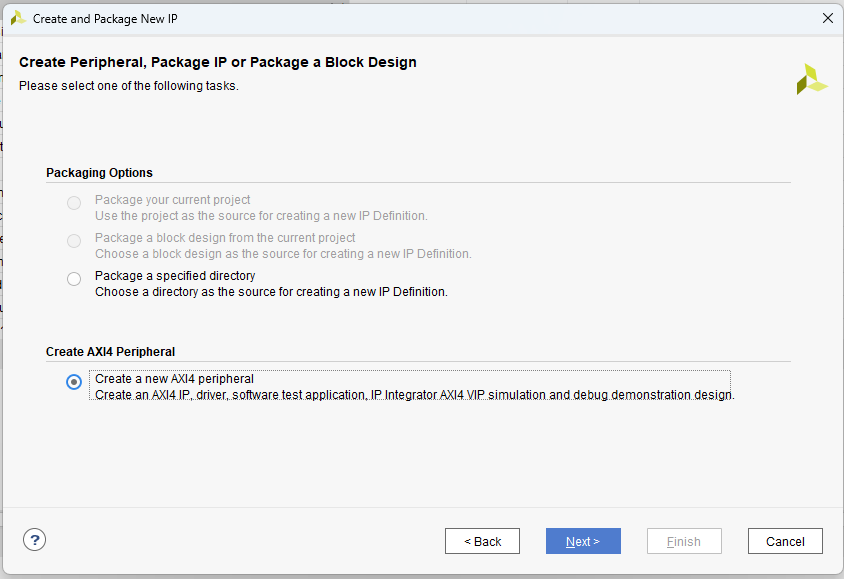 Create and Package New IP
Create Peripheral, Package IP or Package a Block Design
Please select one of the following tasks.
Packaging Options
Package your current project
Use the project as the source for creating a new IP Definition.
Package a block design from the current project
Choose a block design as the source for creating a new IP Definition.
Package a specified directory
Choose a directory as the source for creating a new IP Definition.
Create AXI4 Peripheral
Create a new AXI4 peripheral
Create an AXI4 IP, driver, software test application, IP Integrator AXI4 VIP simulation and debug demonstration design.
?
< Back
Next >
Finish
Cancel